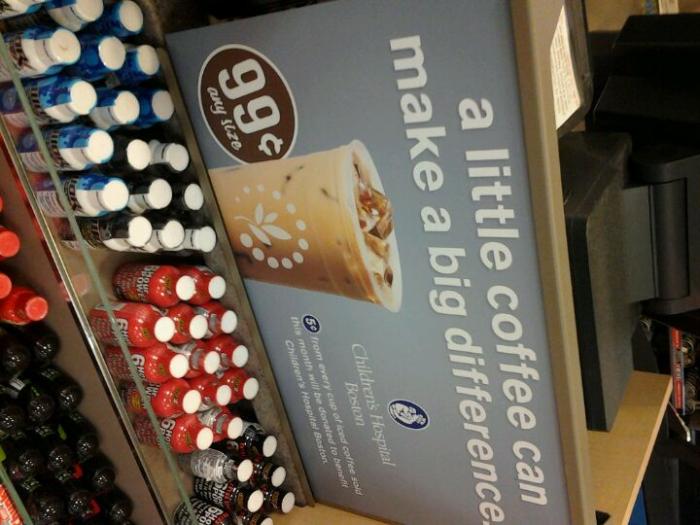 a little coffee can
make a big difference.
99¢
any size
Children's Hospital
Boston
5¢ from every cup of iced coffee sold
this month will be donated to benefit
Children's Hospital Boston.